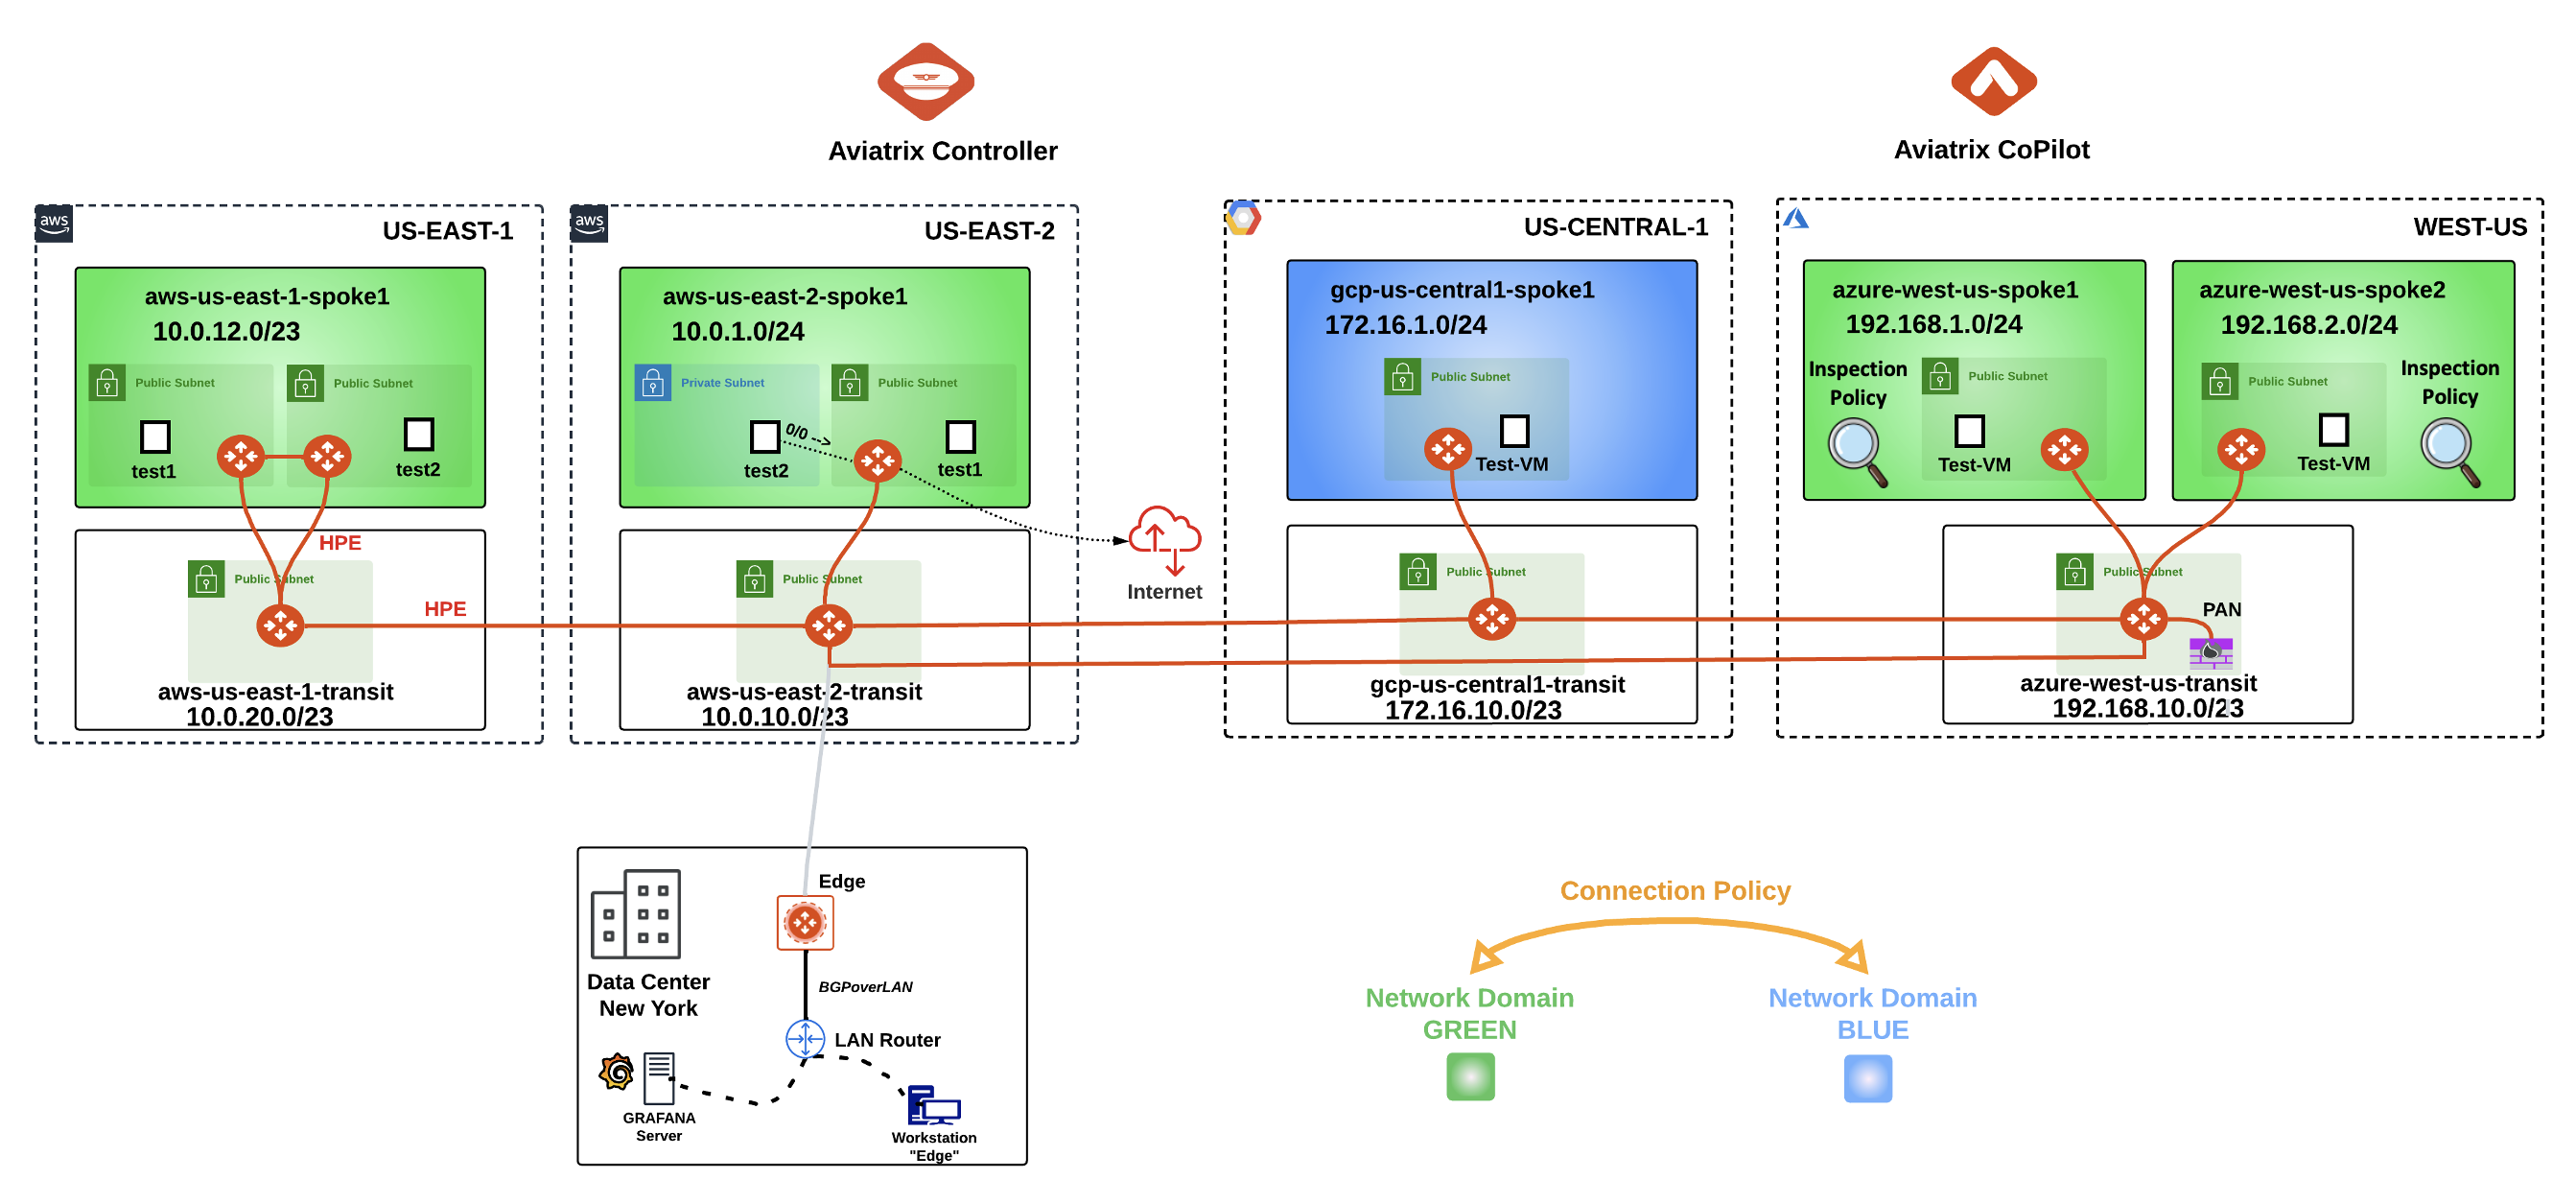 Aviatrix Controller
Aviatrix CoPilot
aws
US-EAST-1
aws-us-east-1-spoke1
10.0.12.0/23
Public Subnet
Public Subnet
test1
test2
HPE
HPE
Public Subnet
aws-us-east-1-transit
10.0.20.0/23
aws
US-EAST-2
aws-us-east-2-spoke1
10.0.1.0/24
Private Subnet
Public Subnet
0/0 -->
test2
test1
Internet
Public Subnet
aws-us-east-2-transit
10.0.10.0/23
US-CENTRAL-1
gcp-us-central1-spoke1
172.16.1.0/24
Public Subnet
Test-VM
Public Subnet
gcp-us-central1-transit
172.16.10.0/23
WEST-US
azure-west-us-spoke1
192.168.1.0/24
Inspection
Policy
Public Subnet
Test-VM
azure-west-us-spoke2
192.168.2.0/24
Public Subnet
Inspection
Policy
Test-VM
Public Subnet
PAN
azure-west-us-transit
192.168.10.0/23
Edge
Data Center
New York
BGPoverLAN
LAN Router
GRAFANA
Server
Workstation
"Edge"
Connection Policy
Network Domain
GREEN
Network Domain
BLUE